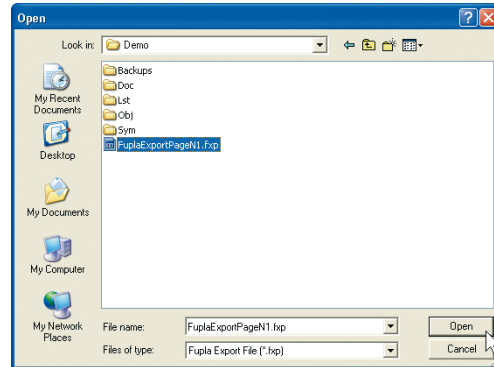 Open
Look in: Demo
My Recent
Documents
Desktop
My Documents
My Computer
My Network
Places
Backups
Doc
Lst
Obj
Sym
FuplaExportPageN1.fxp
File name: FuplaExportPageN1.fxp Open
Files of type: Fupla Export File (*.fxp) Cancel